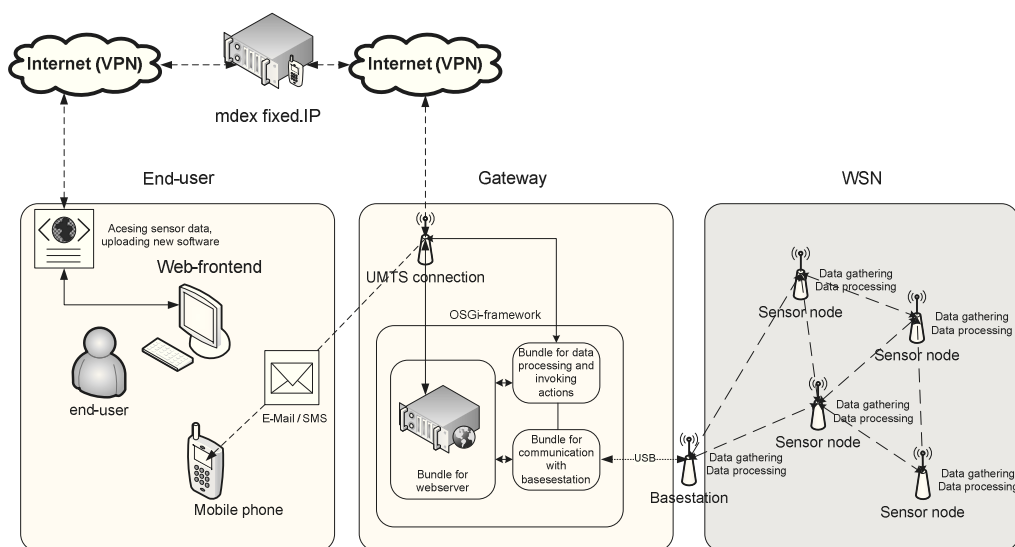 Internet (VPN)
Internet (VPN)
mdex fixed.IP
End-user
Gateway
WSN
Acesing sensor data,
uploading new software
Web-frontend
end-user
E-Mail / SMS
Mobile phone
UMTS connection
OSGi-framework
Bundle for data
processing and
invoking
actions
Bundle for
webserver
Bundle for
communication
with
basesestation
USB
Basestation
Data gathering
Data processing
Data gathering
Data processing
Sensor node
Data gathering
Data processing
Sensor node
Data gathering
Data processing
Sensor node
Data gathering
Data processing
Sensor node